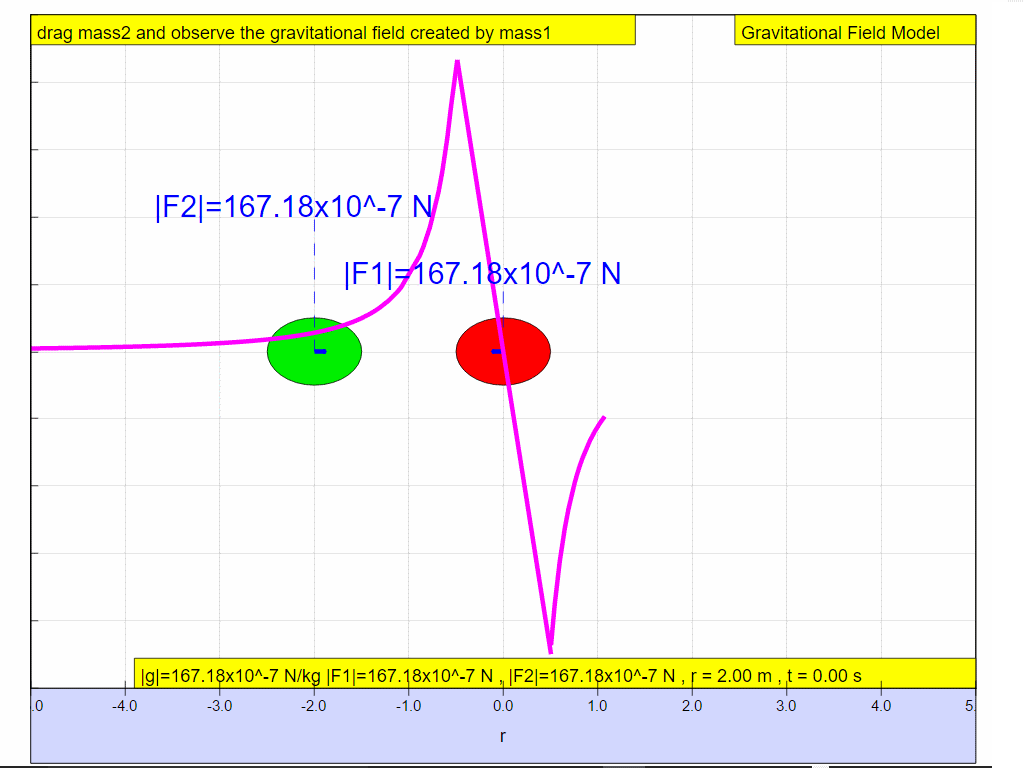 drag mass2 and observe the gravitational field created by mass1
Gravitational Field Model
|F2|=167.18x10^-7 N
|F1|=167.18x10^-7 N
|g|=167.18x10^-7 N/kg |F1|=167.18x10^-7 N , |F2|=167.18x10^-7 N , r = 2.00 m , t = 0.00 s
.0 -4.0 -3.0 -2.0 -1.0 0.0 1.0 2.0 3.0 4.0 5.
r